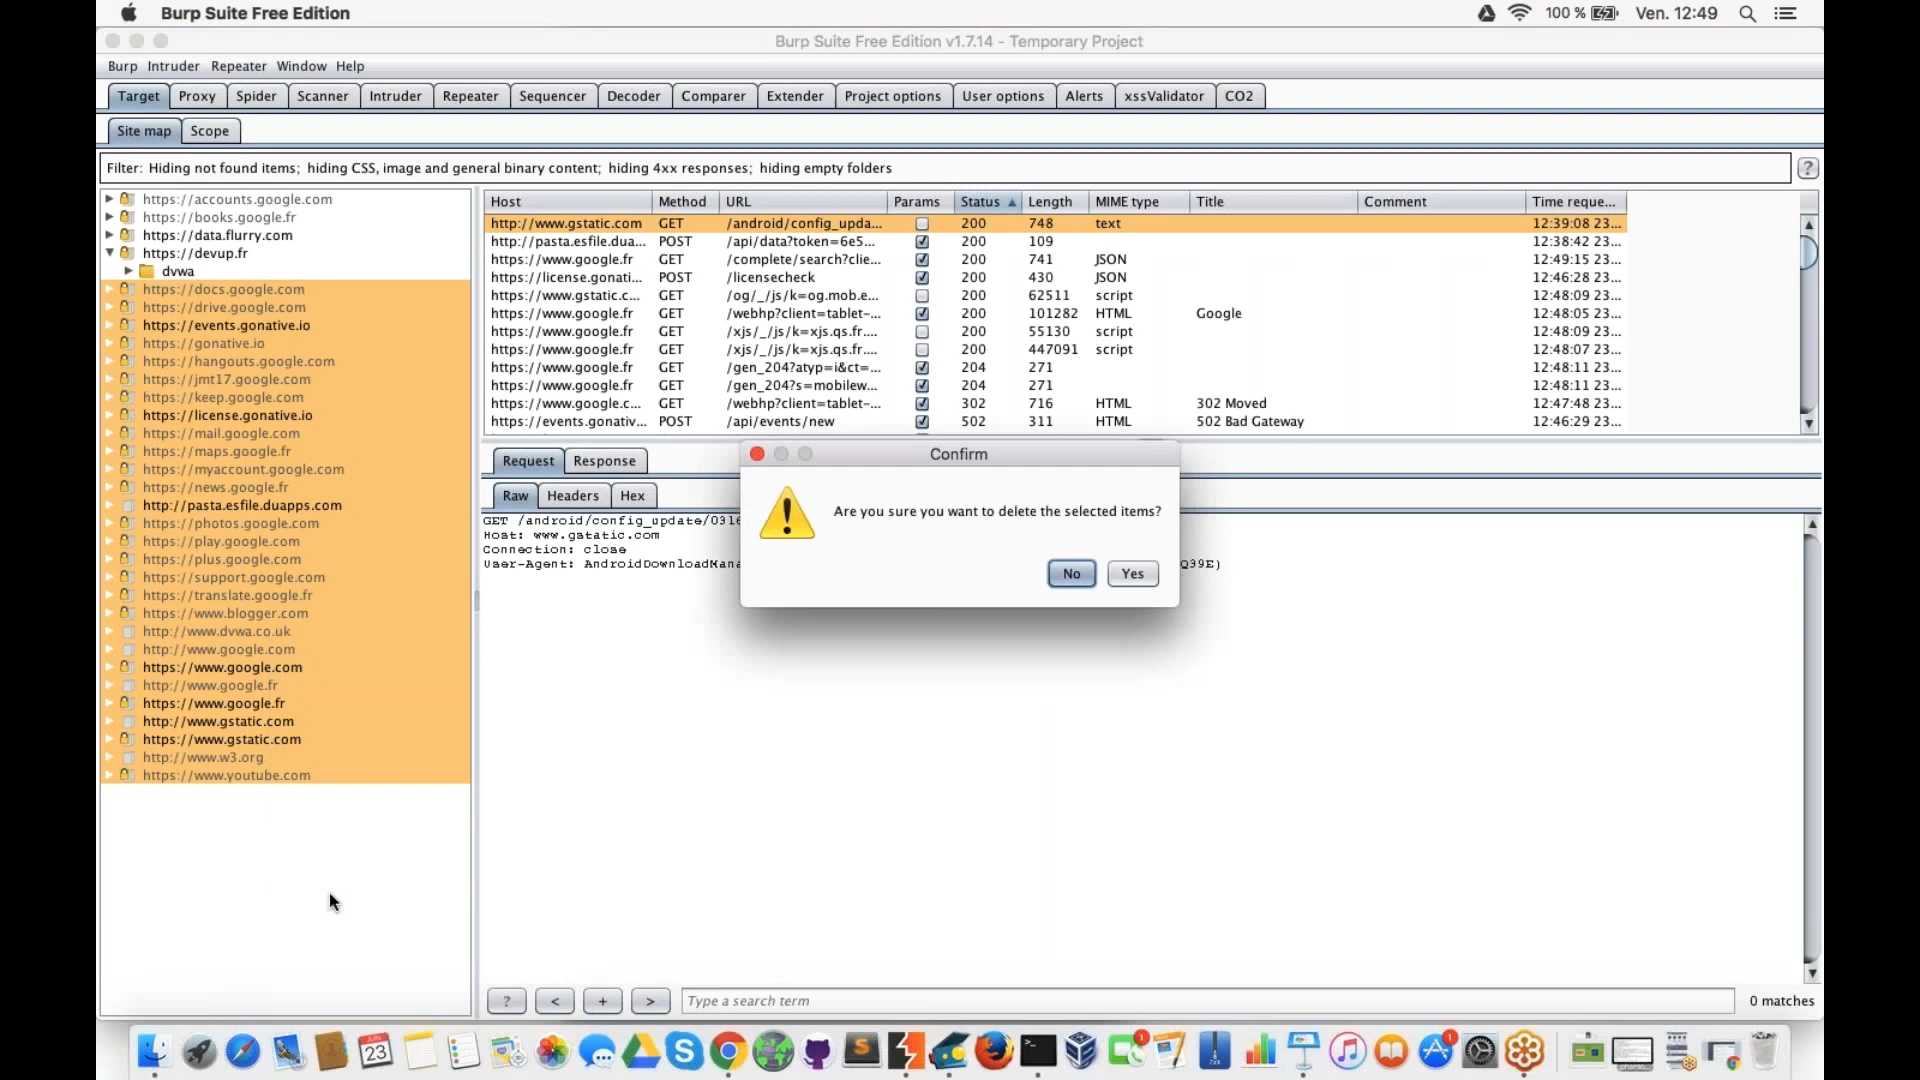 Burp Suite Free Edition
100 %
Ven. 12:49
Burp Suite Free Edition v1.7.14 - Temporary Project
Burp Intruder Repeater Window Help
Target Proxy Spider Scanner Intruder Repeater Sequencer Decoder Comparer Extender Project options User options Alerts xssValidator CO2
Site map Scope
Filter: Hiding not found items; hiding CSS, image and general binary content; hiding 4xx responses; hiding empty folders
?
https://accounts.google.com
https://books.google.fr
https://data.flurry.com
https://devup.fr
dvwa
https://docs.google.com
https://drive.google.com
https://events.gonative.io
https://gonative.io
https://hangouts.google.com
https://jmt17.google.com
https://keep.google.com
https://license.gonative.io
https://mail.google.com
https://maps.google.fr
https://myaccount.google.com
https://news.google.fr
http://pasta.esfile.duapps.com
https://photos.google.com
https://play.google.com
https://plus.google.com
https://support.google.com
https://translate.google.fr
https://www.blogger.com
http://www.dvwa.co.uk
http://www.google.com
https://www.google.com
http://www.google.fr
https://www.google.fr
http://www.gstatic.com
https://www.gstatic.com
http://www.w3.org
https://www.youtube.com
Host Method URL Params Status Length MIME type Title Comment Time reque...
http://www.gstatic.com GET /android/config_upda... 200 748 text 12:39:08 23...
http://pasta.esfile.dua... POST /api/data?token=6e5... 200 109 12:38:42 23...
https://www.google.fr GET /complete/search?clie... 200 741 JSON 12:49:15 23...
https://license.gonati... POST /licensecheck 200 430 JSON 12:46:28 23...
https://www.gstatic.c... GET /og/_/js/k=og.mob.e... 200 62511 script 12:48:09 23...
https://www.google.fr GET /webhp?client=tablet-... 200 101282 HTML Google 12:48:05 23...
https://www.google.fr GET /xjs/_/js/k=xjs.qs.fr.... 200 55130 script 12:48:09 23...
https://www.google.fr GET /xjs/_/js/k=xjs.qs.fr.... 200 447091 script 12:48:07 23...
https://www.google.fr GET /gen_204?atyp=i&ct=... 204 271 12:48:11 23...
https://www.google.fr GET /gen_204?s=mobilew... 204 271 12:48:11 23...
https://www.google.c... GET /webhp?client=tablet-... 302 716 HTML 302 Moved 12:47:48 23...
https://events.gonativ... POST /api/events/new 502 311 HTML 502 Bad Gateway 12:46:29 23...
Request Response
Raw Headers Hex
GET /android/config_update/0316
Host: www.gstatic.com
Connection: close
User-Agent: AndroidDownloadMana Q39E)
Confirm
Are you sure you want to delete the selected items?
No Yes
? < + > Type a search term 0 matches
JUN
23
S
S
>_
1
1